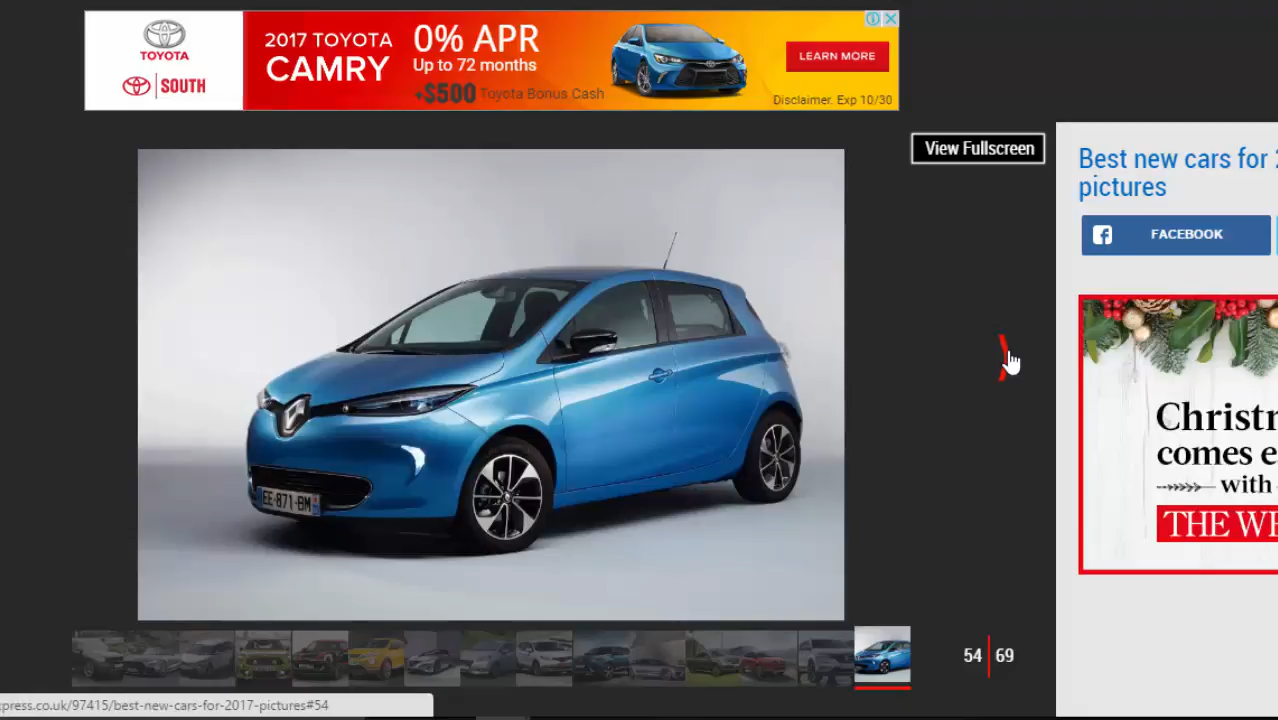 TOYOTA
SOUTH
2017 TOYOTA
CAMRY
0% APR
Up to 72 months
+$500 Toyota Bonus Cash
LEARN MORE
Disclaimer. Exp 10/30
View Fullscreen
Best new cars for
pictures
FACEBOOK
EE-871-BM
Christm
comes e
with
THE WE
54 69
press.co.uk/97415/best-new-cars-for-2017-pictures#54